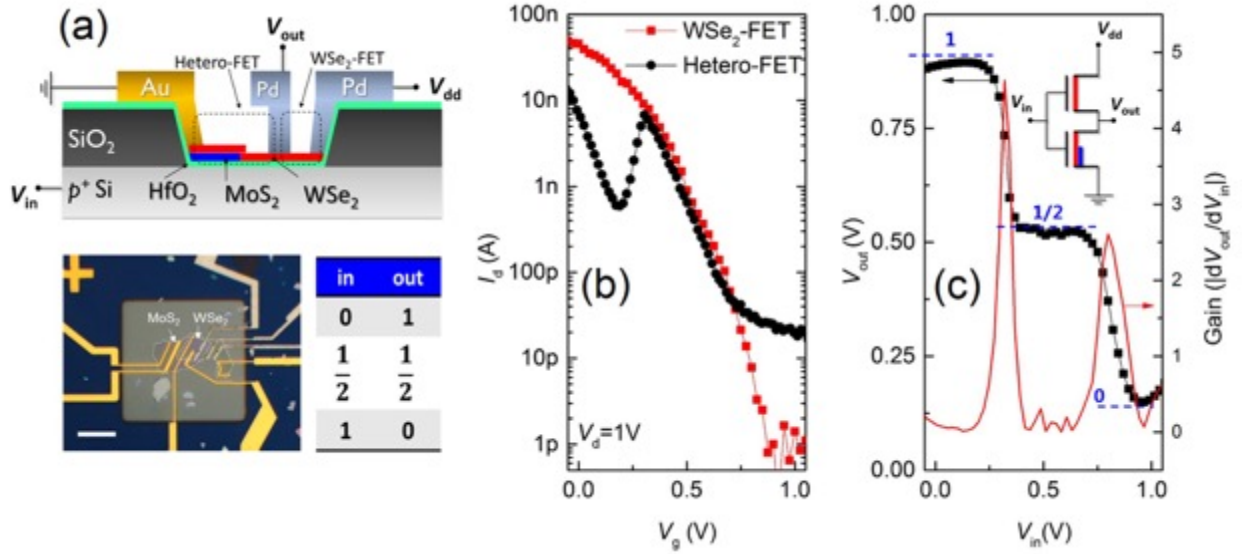 (a)
V_out
Hetero-FET
WSe₂-FET
Au
Pd
Pd
V_dd
SiO₂
V_in
p⁺ Si
HfO₂
MoS₂
WSe₂
MoS₂
WSe₂
in out
0 1
1/2 1/2
1 0
100n
10n
1n
100p
10p
1p
I_d (A)
WSe₂-FET
Hetero-FET
(b)
V_d=1V
0.0 0.5 1.0
V_g (V)
1.00
0.75
0.50
0.25
0.00
V_out (V)
1
1/2
0
V_dd
V_in
V_out
(c)
5
4
3
2
1
0
Gain (|dV_out/dV_in|)
0.0 0.5 1.0
V_in(V)